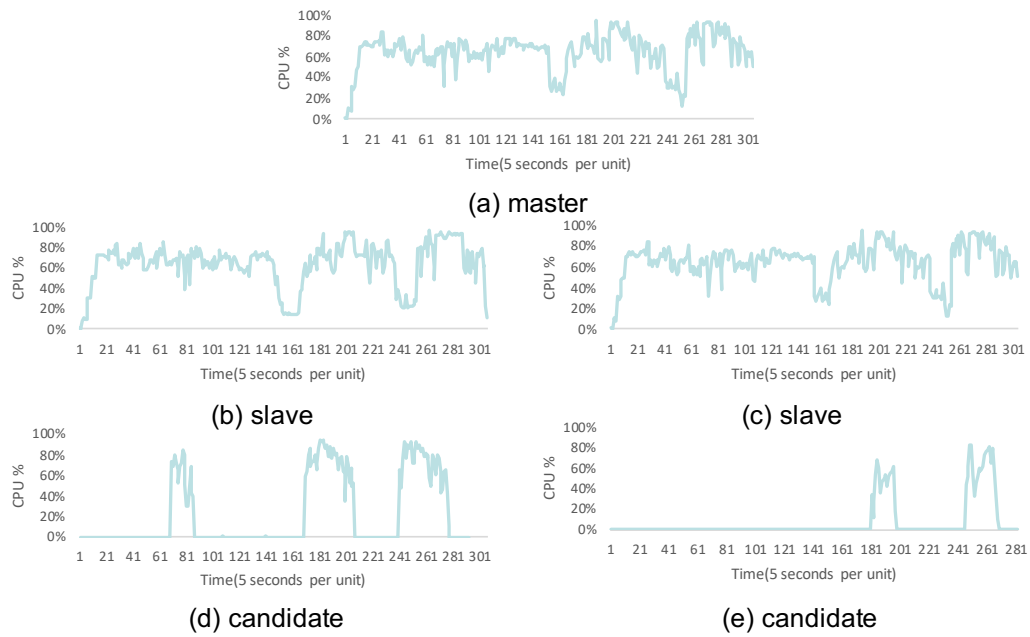 CPU %
100%
80%
60%
40%
20%
0%
1 21 41 61 81 101 121 141 161 181 201 221 241 261 281 301
Time(5 seconds per unit)
(a) master
CPU %
100%
80%
60%
40%
20%
0%
1 21 41 61 81 101 121 141 161 181 201 221 241 261 281 301
Time(5 seconds per unit)
(b) slave
CPU %
100%
80%
60%
40%
20%
0%
1 21 41 61 81 101 121 141 161 181 201 221 241 261 281 301
Time(5 seconds per unit)
(c) slave
CPU %
100%
80%
60%
40%
20%
0%
1 21 41 61 81 101 121 141 161 181 201 221 241 261 281 301
Time(5 seconds per unit)
(d) candidate
CPU %
100%
80%
60%
40%
20%
0%
1 21 41 61 81 101 121 141 161 181 201 221 241 261 281
Time(5 seconds per unit)
(e) candidate